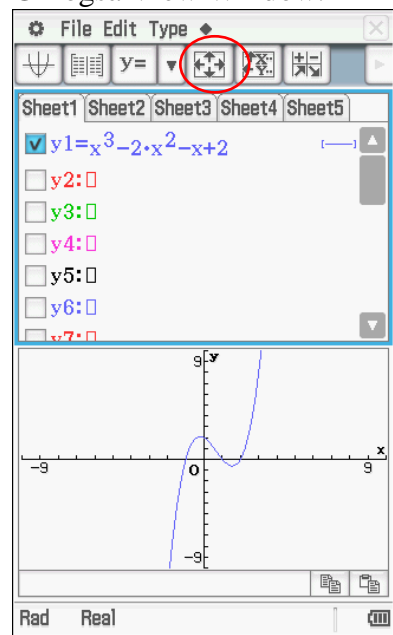 File Edit Type ◆
Y=
Sheet1 Sheet2 Sheet3 Sheet4 Sheet5
y1=x³−2·x²−x+2
y2:▯
y3:▯
y4:▯
y5:▯
y6:▯
y7:▯
9 y
x
−9 O 9
−9
Rad Real